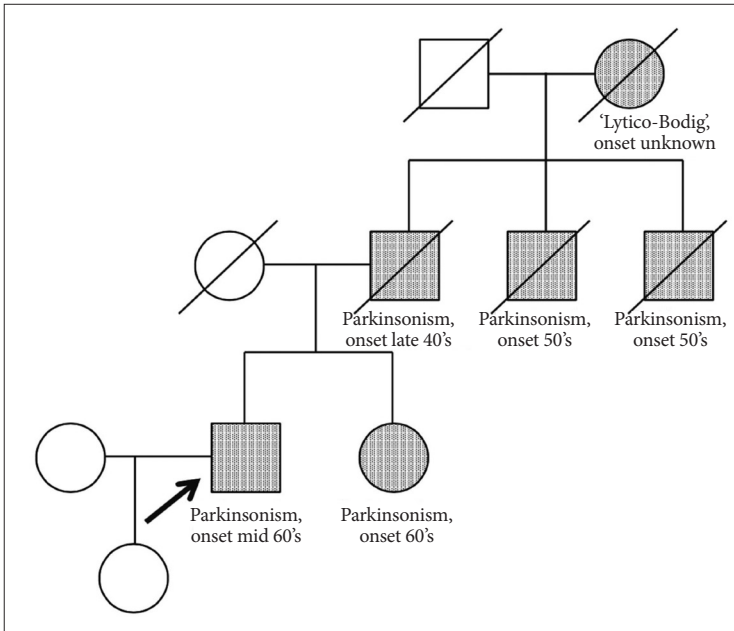 ‘Lytico-Bodig’,
onset unknown
Parkinsonism,
onset late 40’s
Parkinsonism,
onset 50’s
Parkinsonism,
onset 50’s
Parkinsonism,
onset mid 60’s
Parkinsonism,
onset 60’s